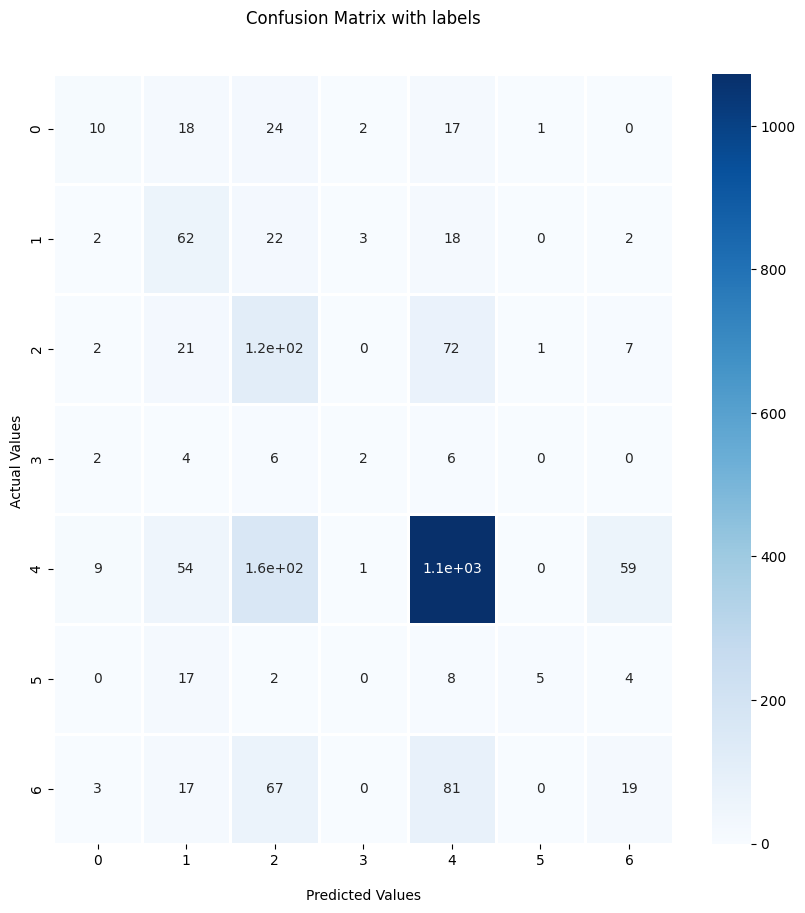 Confusion Matrix with labels
0 10 18 24 2 17 1 0
1 2 62 22 3 18 0 2
2 2 21 1.2e+02 0 72 1 7
3 2 4 6 2 6 0 0
4 9 54 1.6e+02 1 1.1e+03 0 59
5 0 17 2 0 8 5 4
6 3 17 67 0 81 0 19
0 1 2 3 4 5 6
Actual Values
Predicted Values
1000
800
600
400
200
0